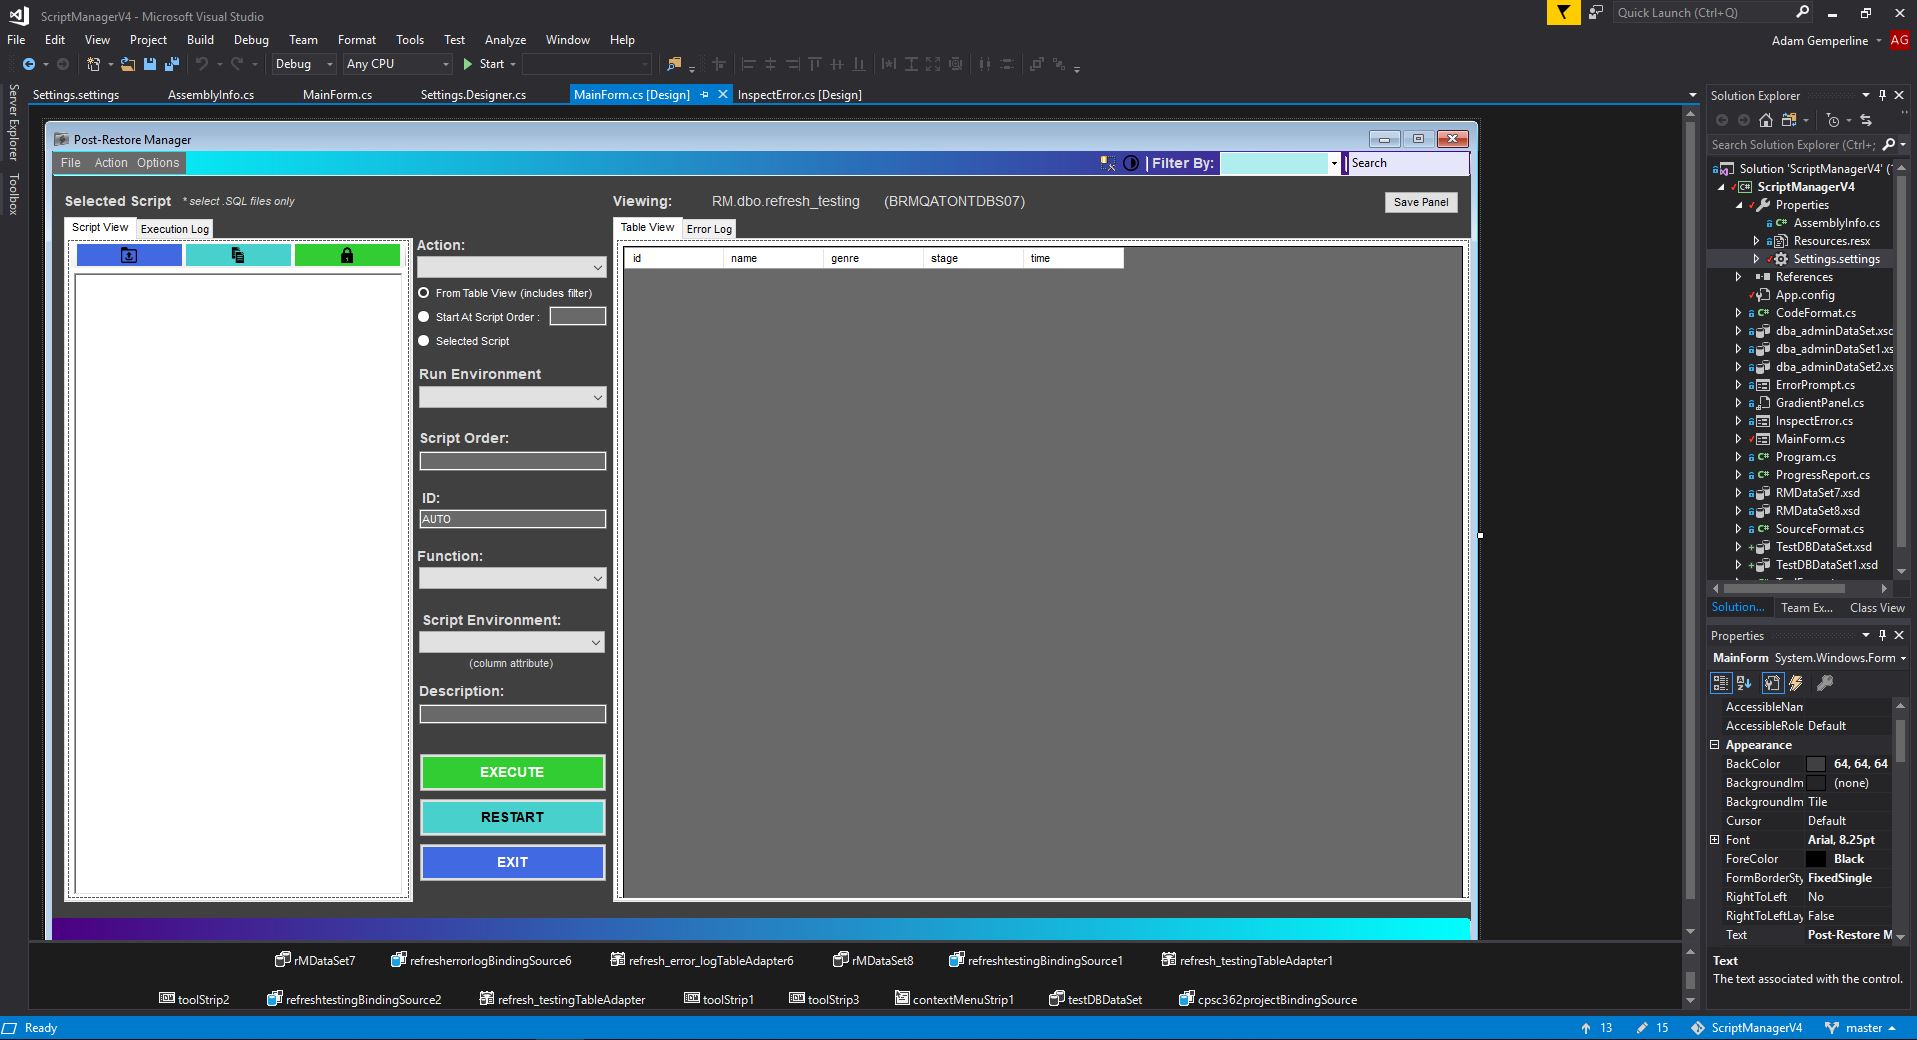 ScriptManagerV4 - Microsoft Visual Studio
Quick Launch (Ctrl+Q)
File Edit View Project Build Debug Team Format Tools Test Analyze Window Help
Adam Gemperline AG
Debug Any CPU Start
Server Explorer
Toolbox
Settings.settings AssemblyInfo.cs MainForm.cs Settings.Designer.cs MainForm.cs [Design] InspectError.cs [Design]
Post-Restore Manager
File Action Options
Filter By: Search
Selected Script * select .SQL files only
Viewing: RM.dbo.refresh_testing (BRMQATONTDBS07)
Save Panel
Script View Execution Log
Action:
From Table View (includes filter)
Start At Script Order :
Selected Script
Run Environment
Script Order:
ID:
AUTO
Function:
Script Environment:
(column attribute)
Description:
EXECUTE
RESTART
EXIT
Table View Error Log
id name genre stage time
rMDataSet7 refresherrorlogBindingSource6 refresh_error_logTableAdapter6 rMDataSet8 refreshtestingBindingSource1 refresh_testingTableAdapter1
toolStrip2 refreshtestingBindingSource2 refresh_testingTableAdapter toolStrip1 toolStrip3 contextMenuStrip1 testDBDataSet cpsc362projectBindingSource
Solution Explorer
Search Solution Explorer (Ctrl+;
Solution 'ScriptManagerV4' (1
C# ScriptManagerV4
Properties
C# AssemblyInfo.cs
Resources.resx
Settings.settings
References
App.config
C# CodeFormat.cs
dba_adminDataSet.xsd
dba_adminDataSet1.xs
dba_adminDataSet2.xs
ErrorPrompt.cs
GradientPanel.cs
InspectError.cs
MainForm.cs
C# Program.cs
C# ProgressReport.cs
RMDataSet7.xsd
RMDataSet8.xsd
C# SourceFormat.cs
TestDBDataSet.xsd
TestDBDataSet1.xsd
Solution... Team Ex... Class View
Properties
MainForm System.Windows.Form
AccessibleNam
AccessibleRole Default
Appearance
BackColor 64, 64, 64
BackgroundIm (none)
BackgroundIm Tile
Cursor Default
Font Arial, 8.25pt
ForeColor Black
FormBorderSty FixedSingle
RightToLeft No
RightToLeftLay False
Text Post-Restore M
Text
The text associated with the control.
Ready
13 15 ScriptManagerV4 master